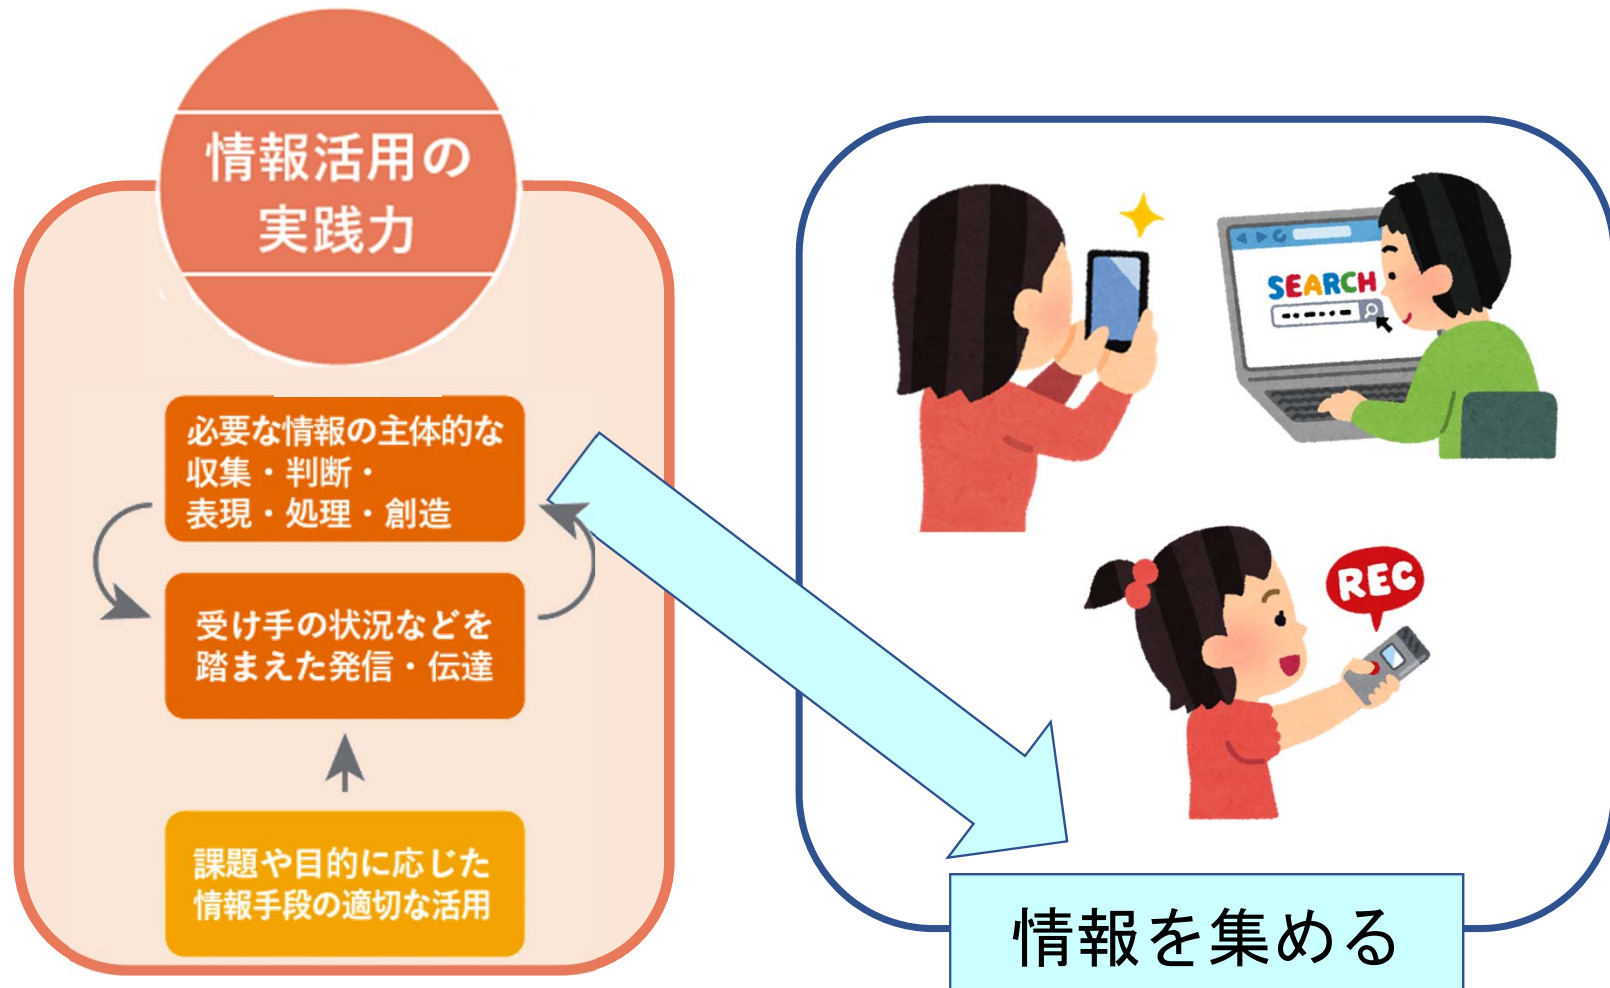 情報活用の
実践力
必要な情報の主体的な
収集・判断・
表現・処理・創造
受け手の状況などを
踏まえた発信・伝達
課題や目的に応じた
情報手段の適切な活用
SEARCH
REC
情報を集める